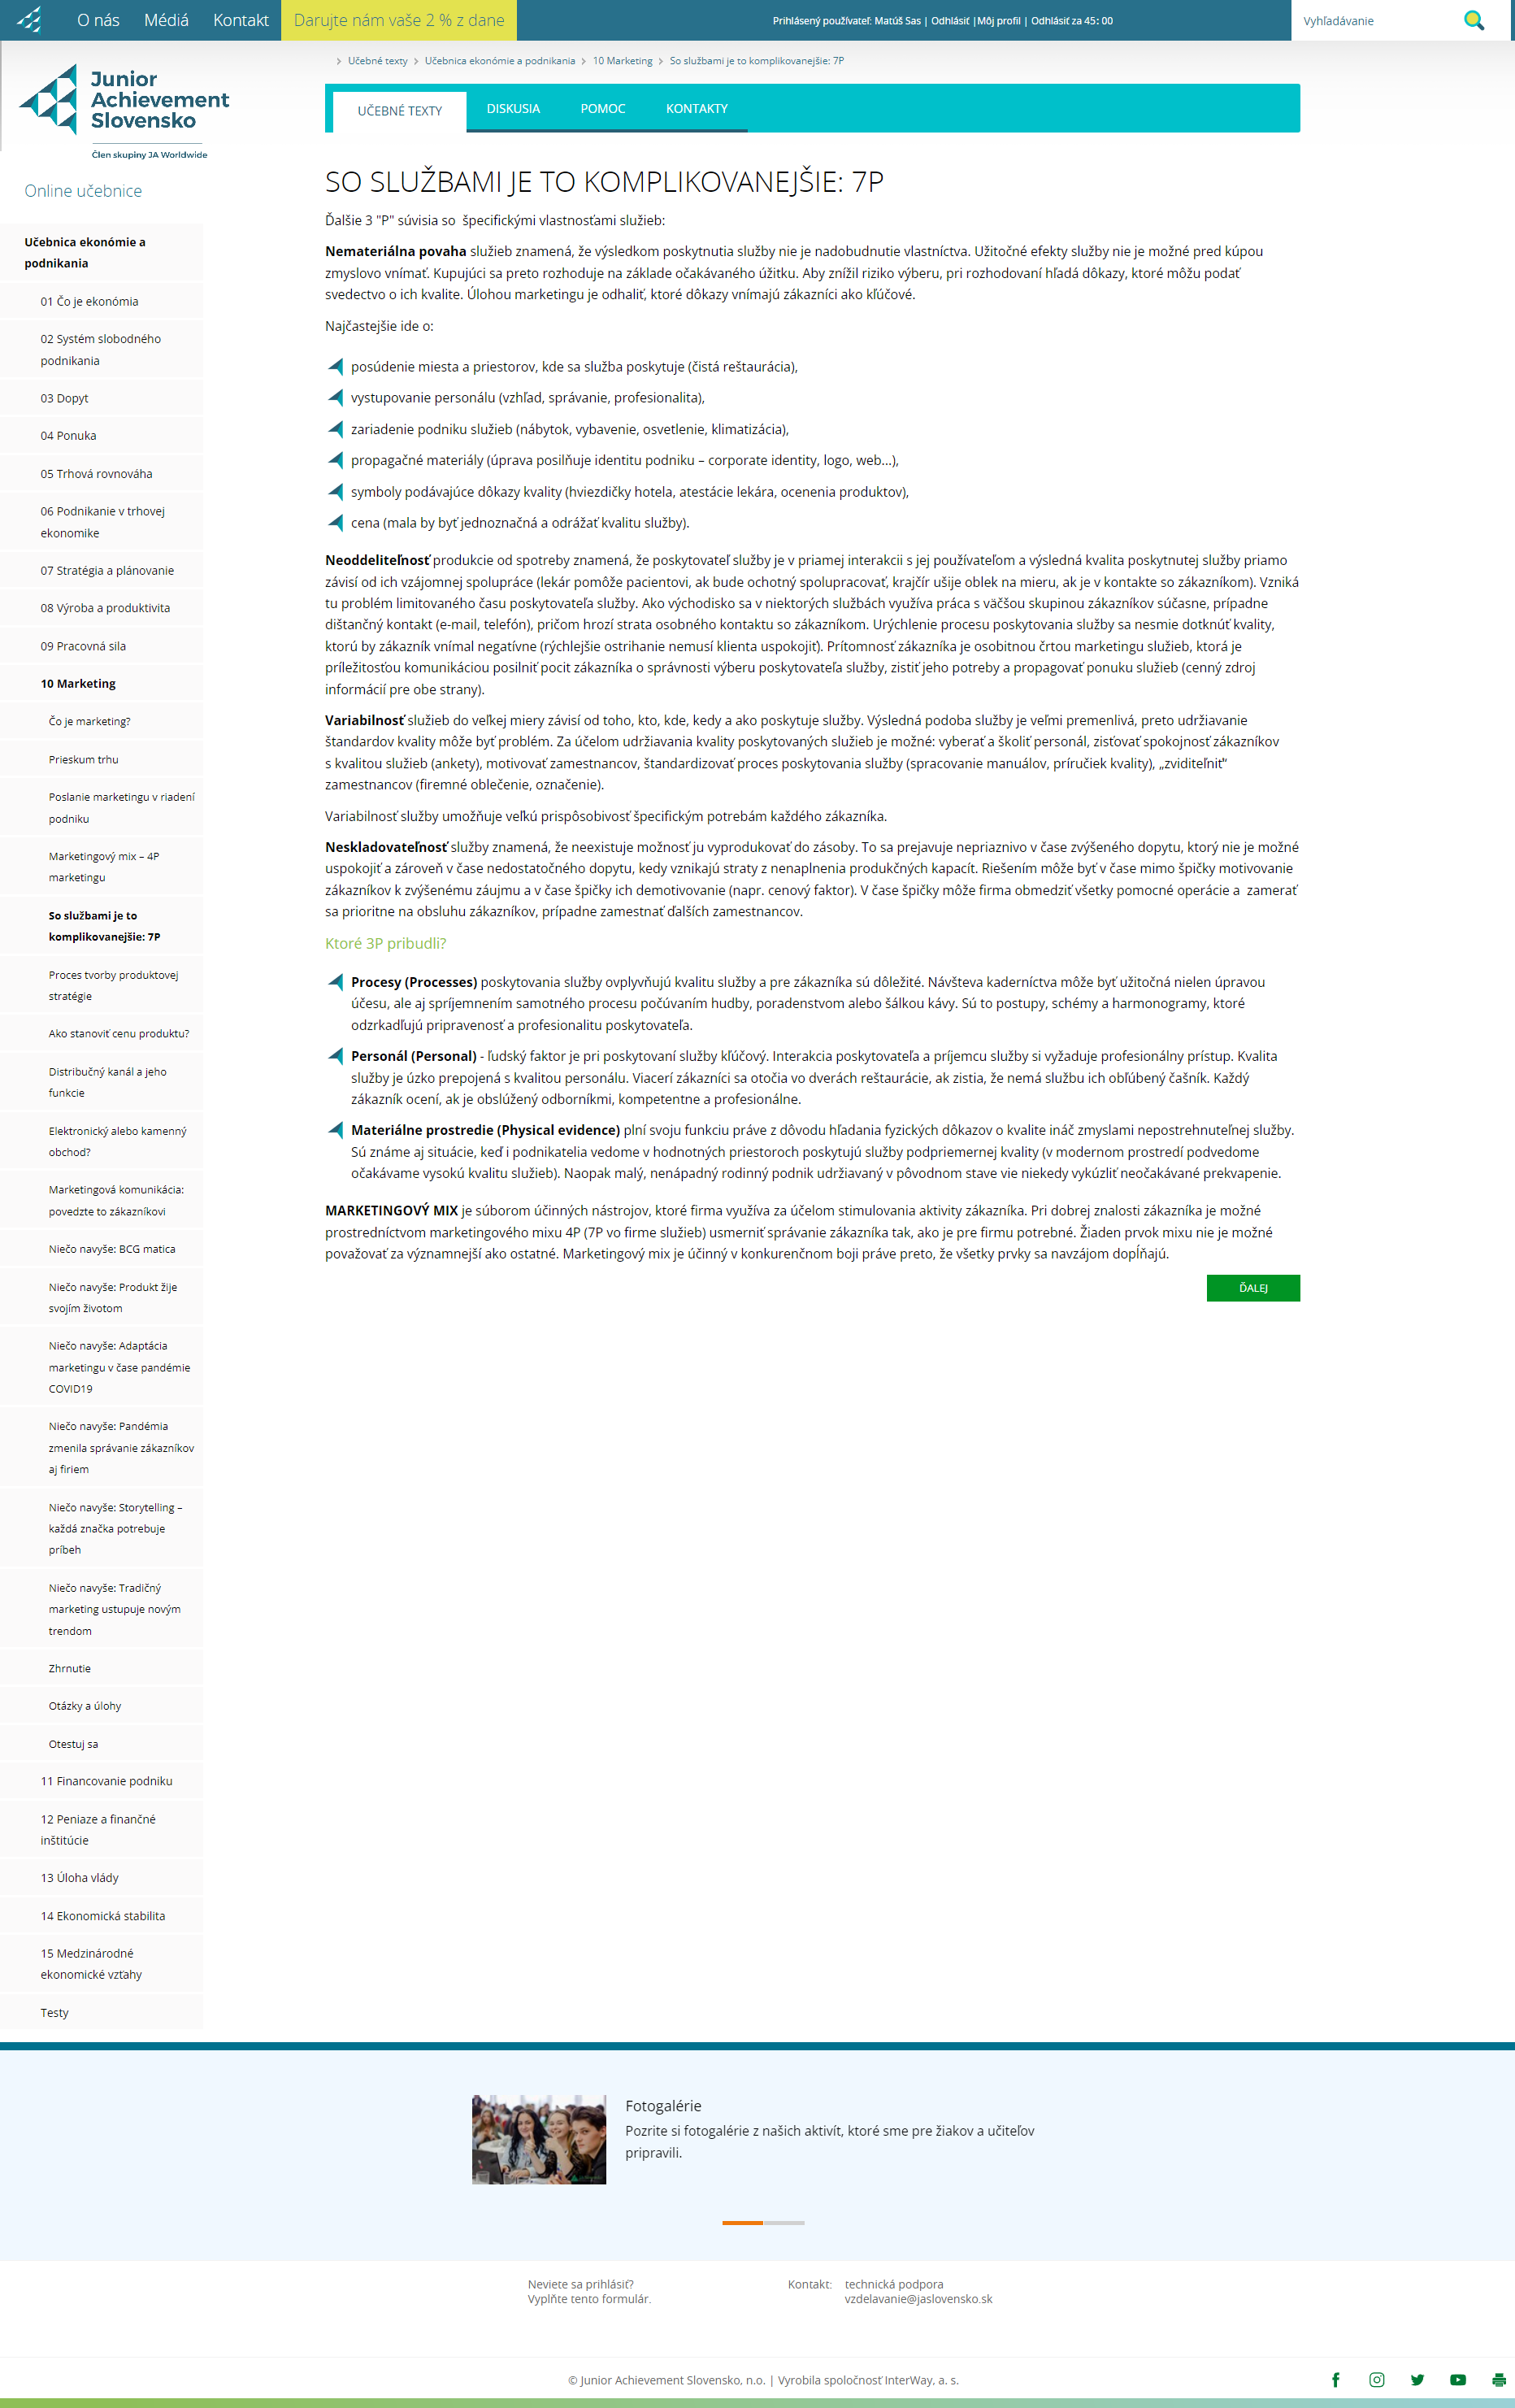 O nás
Médiá
Kontakt
Darujte nám vaše 2 % z dane
Prihlásený používateľ: Matúš Sas | Odhlásiť |Môj profil | Odhlásiť za 45: 00
Vyhľadávanie
Junior
Achievement
Slovensko
Člen skupiny JA Worldwide
Učebné texty
Učebnica ekonómie a podnikania
10 Marketing
So službami je to komplikovanejšie: 7P
UČEBNÉ TEXTY
DISKUSIA
POMOC
KONTAKTY
Online učebnice
Učebnica ekonómie a
podnikania
01 Čo je ekonómia
02 Systém slobodného
podnikania
03 Dopyt
04 Ponuka
05 Trhová rovnováha
06 Podnikanie v trhovej
ekonomike
07 Stratégia a plánovanie
08 Výroba a produktivita
09 Pracovná sila
10 Marketing
Čo je marketing?
Prieskum trhu
Poslanie marketingu v riadení
podniku
Marketingový mix – 4P
marketingu
So službami je to
komplikovanejšie: 7P
Proces tvorby produktovej
stratégie
Ako stanoviť cenu produktu?
Distribučný kanál a jeho
funkcie
Elektronický alebo kamenný
obchod?
Marketingová komunikácia:
povedzte to zákazníkovi
Niečo navyše: BCG matica
Niečo navyše: Produkt žije
svojím životom
Niečo navyše: Adaptácia
marketingu v čase pandémie
COVID19
Niečo navyše: Pandémia
zmenila správanie zákazníkov
aj firiem
Niečo navyše: Storytelling –
každá značka potrebuje
príbeh
Niečo navyše: Tradičný
marketing ustupuje novým
trendom
Zhrnutie
Otázky a úlohy
Otestuj sa
11 Financovanie podniku
12 Peniaze a finančné
inštitúcie
13 Úloha vlády
14 Ekonomická stabilita
15 Medzinárodné
ekonomické vzťahy
Testy
SO SLUŽBAMI JE TO KOMPLIKOVANEJŠIE: 7P
Ďalšie 3 "P" súvisia so  špecifickými vlastnosťami služieb:
Nemateriálna povaha služieb znamená, že výsledkom poskytnutia služby nie je nadobudnutie vlastníctva. Užitočné efekty služby nie je možné pred kúpou
zmyslovo vnímať. Kupujúci sa preto rozhoduje na základe očakávaného úžitku. Aby znížil riziko výberu, pri rozhodovaní hľadá dôkazy, ktoré môžu podať
svedectvo o ich kvalite. Úlohou marketingu je odhaliť, ktoré dôkazy vnímajú zákazníci ako kľúčové.
Najčastejšie ide o:
posúdenie miesta a priestorov, kde sa služba poskytuje (čistá reštaurácia),
vystupovanie personálu (vzhľad, správanie, profesionalita),
zariadenie podniku služieb (nábytok, vybavenie, osvetlenie, klimatizácia),
propagačné materiály (úprava posilňuje identitu podniku – corporate identity, logo, web...),
symboly podávajúce dôkazy kvality (hviezdičky hotela, atestácie lekára, ocenenia produktov),
cena (mala by byť jednoznačná a odrážať kvalitu služby).
Neoddeliteľnosť produkcie od spotreby znamená, že poskytovateľ služby je v priamej interakcii s jej používateľom a výsledná kvalita poskytnutej služby priamo
závisí od ich vzájomnej spolupráce (lekár pomôže pacientovi, ak bude ochotný spolupracovať, krajčír ušije oblek na mieru, ak je v kontakte so zákazníkom). Vzniká
tu problém limitovaného času poskytovateľa služby. Ako východisko sa v niektorých službách využíva práca s väčšou skupinou zákazníkov súčasne, prípadne
dištančný kontakt (e-mail, telefón), pričom hrozí strata osobného kontaktu so zákazníkom. Urýchlenie procesu poskytovania služby sa nesmie dotknúť kvality,
ktorú by zákazník vnímal negatívne (rýchlejšie ostrihanie nemusí klienta uspokojiť). Prítomnosť zákazníka je osobitnou črtou marketingu služieb, ktorá je
príležitosťou komunikáciou posilniť pocit zákazníka o správnosti výberu poskytovateľa služby, zistiť jeho potreby a propagovať ponuku služieb (cenný zdroj
informácií pre obe strany).
Variabilnosť služieb do veľkej miery závisí od toho, kto, kde, kedy a ako poskytuje služby. Výsledná podoba služby je veľmi premenlivá, preto udržiavanie
štandardov kvality môže byť problém. Za účelom udržiavania kvality poskytovaných služieb je možné: vyberať a školiť personál, zisťovať spokojnosť zákazníkov
s kvalitou služieb (ankety), motivovať zamestnancov, štandardizovať proces poskytovania služby (spracovanie manuálov, príručiek kvality), „zviditeľniť“
zamestnancov (firemné oblečenie, označenie).
Variabilnosť služby umožňuje veľkú prispôsobivosť špecifickým potrebám každého zákazníka.
Neskladovateľnosť služby znamená, že neexistuje možnosť ju vyprodukovať do zásoby. To sa prejavuje nepriaznivo v čase zvýšeného dopytu, ktorý nie je možné
uspokojiť a zároveň v čase nedostatočného dopytu, kedy vznikajú straty z nenaplnenia produkčných kapacít. Riešením môže byť v čase mimo špičky motivovanie
zákazníkov k zvýšenému záujmu a v čase špičky ich demotivovanie (napr. cenový faktor). V čase špičky môže firma obmedziť všetky pomocné operácie a  zamerať
sa prioritne na obsluhu zákazníkov, prípadne zamestnať ďalších zamestnancov.
Ktoré 3P pribudli?
Procesy (Processes) poskytovania služby ovplyvňujú kvalitu služby a pre zákazníka sú dôležité. Návšteva kaderníctva môže byť užitočná nielen úpravou
účesu, ale aj spríjemnením samotného procesu počúvaním hudby, poradenstvom alebo šálkou kávy. Sú to postupy, schémy a harmonogramy, ktoré
odzrkadľujú pripravenosť a profesionalitu poskytovateľa.
Personál (Personal) - ľudský faktor je pri poskytovaní služby kľúčový. Interakcia poskytovateľa a príjemcu služby si vyžaduje profesionálny prístup. Kvalita
služby je úzko prepojená s kvalitou personálu. Viacerí zákazníci sa otočia vo dverách reštaurácie, ak zistia, že nemá službu ich obľúbený čašník. Každý
zákazník ocení, ak je obslúžený odborníkmi, kompetentne a profesionálne.
Materiálne prostredie (Physical evidence) plní svoju funkciu práve z dôvodu hľadania fyzických dôkazov o kvalite ináč zmyslami nepostrehnuteľnej služby.
Sú známe aj situácie, keď i podnikatelia vedome v hodnotných priestoroch poskytujú služby podpriemernej kvality (v modernom prostredí podvedome
očakávame vysokú kvalitu služieb). Naopak malý, nenápadný rodinný podnik udržiavaný v pôvodnom stave vie niekedy vykúzliť neočakávané prekvapenie.
MARKETINGOVÝ MIX je súborom účinných nástrojov, ktoré firma využíva za účelom stimulovania aktivity zákazníka. Pri dobrej znalosti zákazníka je možné
prostredníctvom marketingového mixu 4P (7P vo firme služieb) usmerniť správanie zákazníka tak, ako je pre firmu potrebné. Žiaden prvok mixu nie je možné
považovať za významnejší ako ostatné. Marketingový mix je účinný v konkurenčnom boji práve preto, že všetky prvky sa navzájom dopĺňajú.
ĎALEJ
Fotogalérie
Pozrite si fotogalérie z našich aktivít, ktoré sme pre žiakov a učiteľov
pripravili.
Neviete sa prihlásiť?
Vyplňte tento formulár.
Kontakt:
technická podpora
vzdelavanie@jaslovensko.sk
© Junior Achievement Slovensko, n.o. | Vyrobila spoločnosť InterWay, a. s.